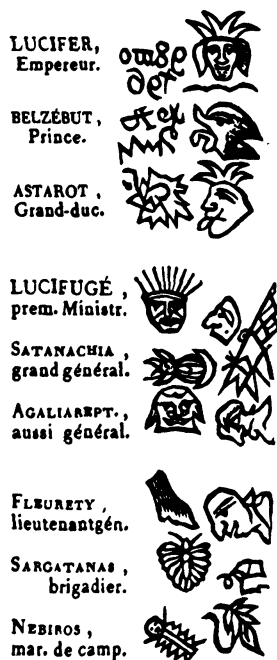 LUCIFER,
Empereur.
BELZÉBUT,
Prince.
ASTAROT,
Grand-duc.
LUCIFUGÉ,
prem. Ministr.
SATANACHIA,
grand général.
AGALIAREPT.,
aussi général.
FLEURETY,
lieutenantgén.
SARGATANAS,
brigadier.
NEBIROS,
mar. de camp.